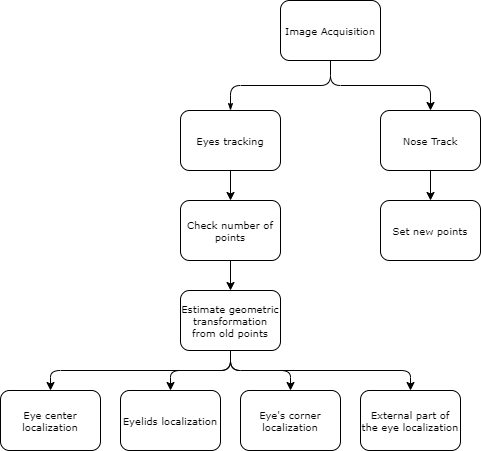 Image Acquisition
Eyes tracking
Nose Track
Check number of
points
Set new points
Estimate geometric
transformation
from old points
Eye center
localization
Eyelids localization
Eye's corner
localization
External part of
the eye localization